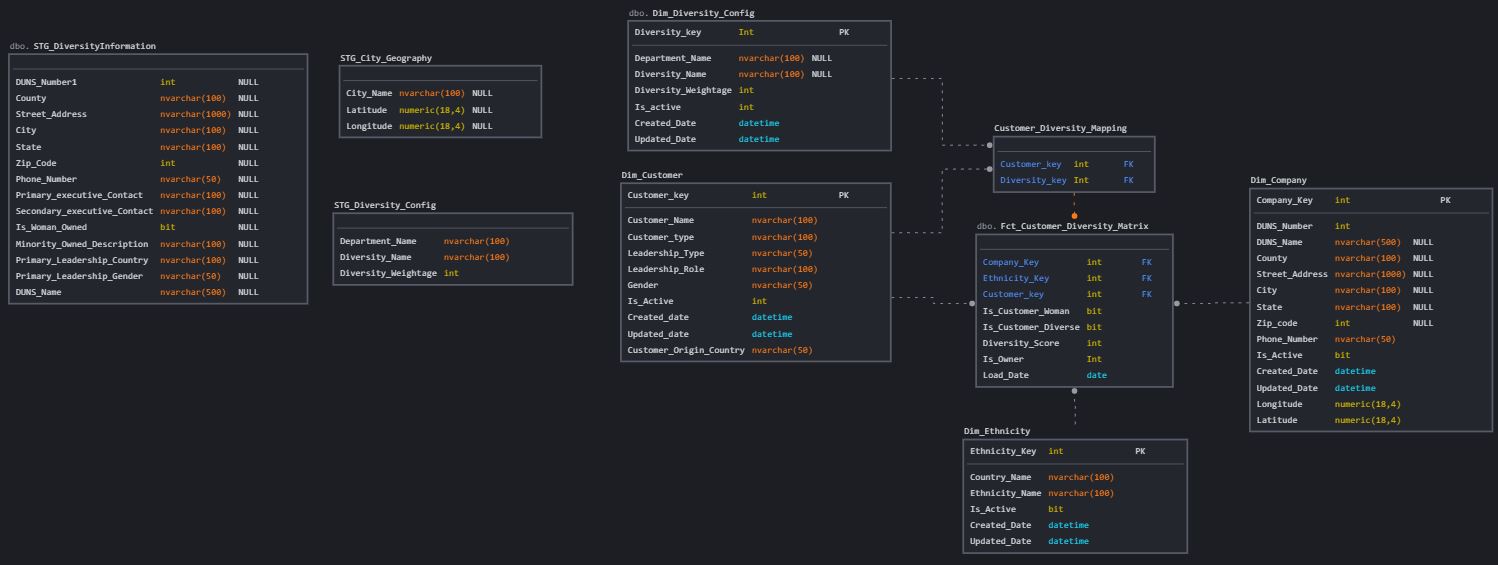 dbo. STG_DiversityInformation
DUNS_Number1 int NULL
County nvarchar(100) NULL
Street_Address nvarchar(1000) NULL
City nvarchar(100) NULL
State nvarchar(100) NULL
Zip_Code int NULL
Phone_Number nvarchar(50) NULL
Primary_executive_Contact nvarchar(100) NULL
Secondary_executive_Contact nvarchar(100) NULL
Is_Woman_Owned bit NULL
Minority_Owned_Description nvarchar(100) NULL
Primary_Leadership_Country nvarchar(100) NULL
Primary_Leadership_Gender nvarchar(50) NULL
DUNS_Name nvarchar(500) NULL
STG_City_Geography
City_Name nvarchar(100) NULL
Latitude numeric(18,4) NULL
Longitude numeric(18,4) NULL
STG_Diversity_Config
Department_Name nvarchar(100)
Diversity_Name nvarchar(100)
Diversity_Weightage int
dbo. Dim_Diversity_Config
Diversity_key Int PK
Department_Name nvarchar(100) NULL
Diversity_Name nvarchar(100) NULL
Diversity_Weightage int
Is_active int
Created_Date datetime
Updated_Date datetime
Dim_Customer
Customer_key int PK
Customer_Name nvarchar(100)
Customer_type nvarchar(100)
Leadership_Type nvarchar(50)
Leadership_Role nvarchar(100)
Gender nvarchar(50)
Is_Active int
Created_date datetime
Updated_date datetime
Customer_Origin_Country nvarchar(50)
Customer_Diversity_Mapping
Customer_key int FK
Diversity_key Int FK
dbo. Fct_Customer_Diversity_Matrix
Company_Key int FK
Ethnicity_Key int FK
Customer_key int FK
Is_Customer_Woman bit
Is_Customer_Diverse bit
Diversity_Score int
Is_Owner Int
Load_Date date
Dim_Ethnicity
Ethnicity_Key int PK
Country_Name nvarchar(100)
Ethnicity_Name nvarchar(100)
Is_Active bit
Created_Date datetime
Updated_Date datetime
Dim_Company
Company_Key int PK
DUNS_Number int
DUNS_Name nvarchar(500) NULL
County nvarchar(100) NULL
Street_Address nvarchar(1000) NULL
City nvarchar(100) NULL
State nvarchar(100) NULL
Zip_code int NULL
Phone_Number nvarchar(50)
Is_Active bit
Created_Date datetime
Updated_Date datetime
Longitude numeric(18,4)
Latitude numeric(18,4)